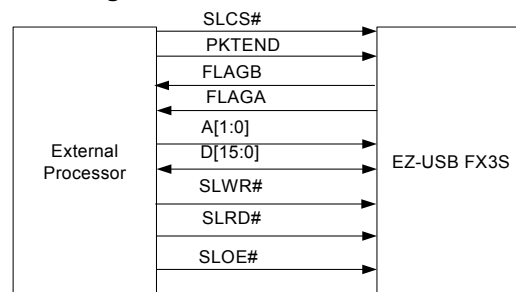 SLCS#
PKTEND
FLAGB
FLAGA
A[1:0]
D[15:0]
SLWR#
SLRD#
SLOE#
External
Processor
EZ-USB FX3S